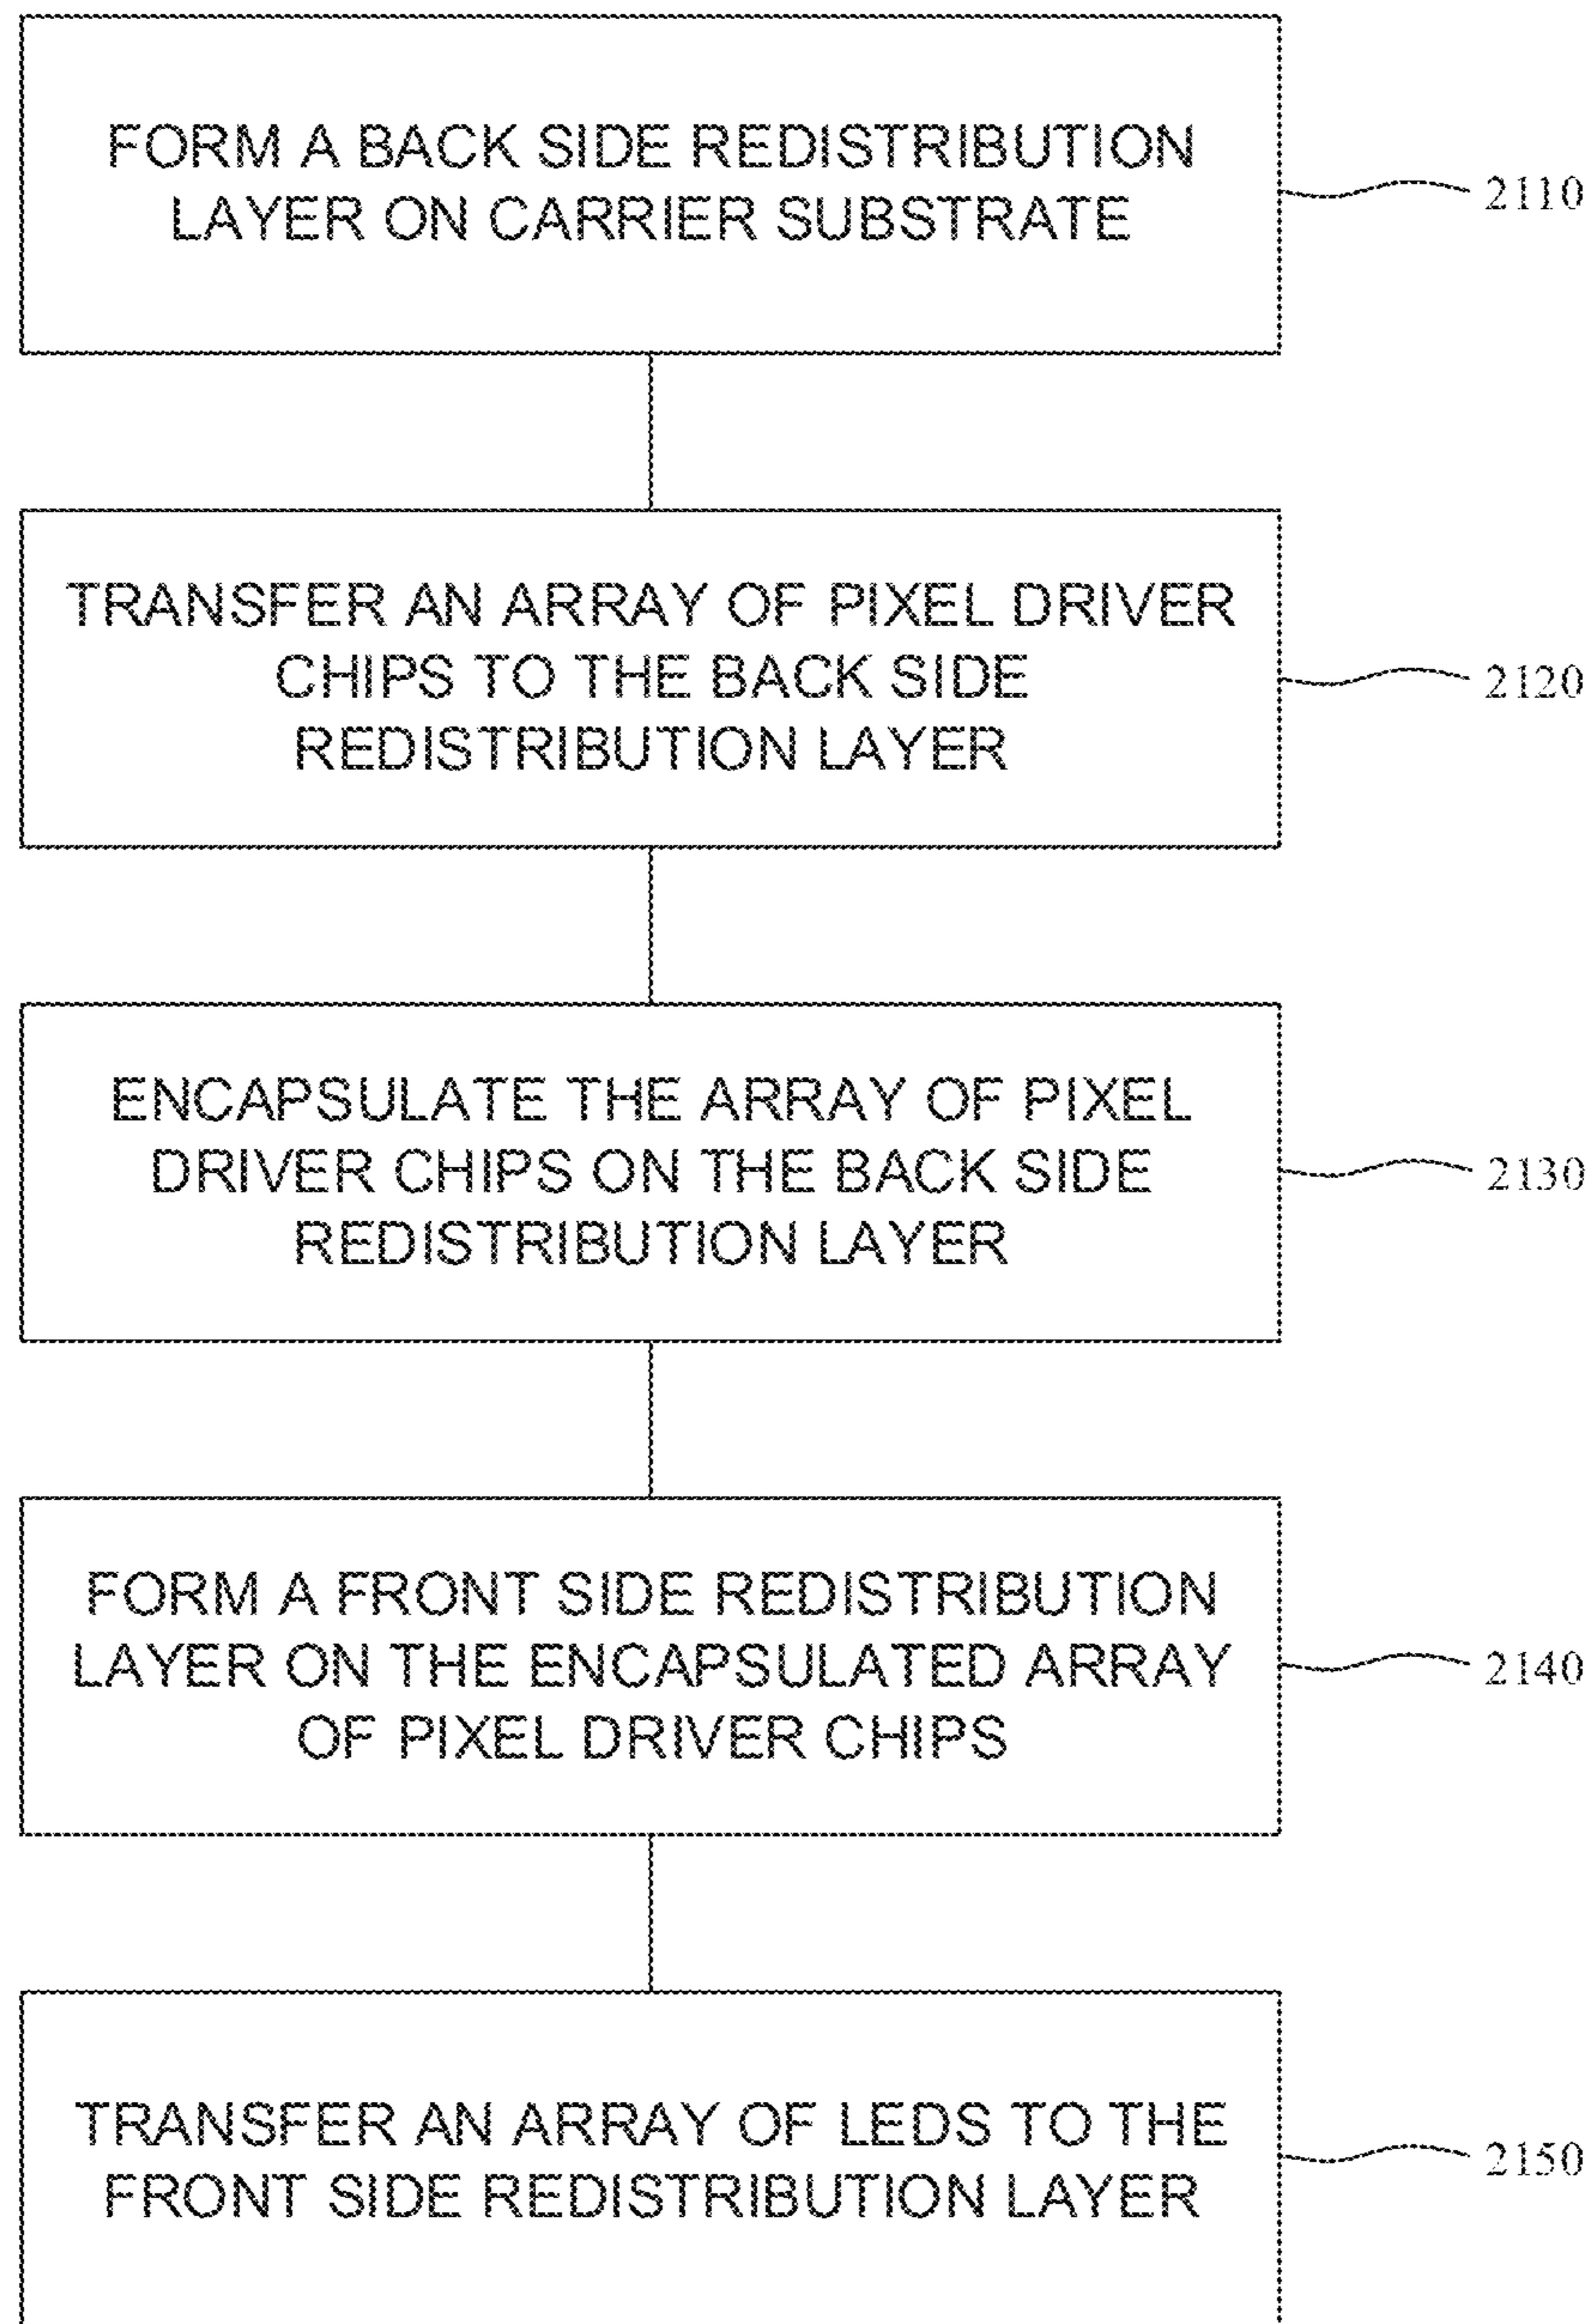 FORM A BACK SIDE REDISTRIBUTION
LAYER ON CARRIER SUBSTRATE
2110
TRANSFER AN ARRAY OF PIXEL DRIVER
CHIPS TO THE BACK SIDE
REDISTRIBUTION LAYER
2120
ENCAPSULATE THE ARRAY OF PIXEL
DRIVER CHIPS ON THE BACK SIDE
REDISTRIBUTION LAYER
2130
FORM A FRONT SIDE REDISTRIBUTION
LAYER ON THE ENCAPSULATED ARRAY
OF PIXEL DRIVER CHIPS
2140
TRANSFER AN ARRAY OF LEDS TO THE
FRONT SIDE REDISTRIBUTION LAYER
2150